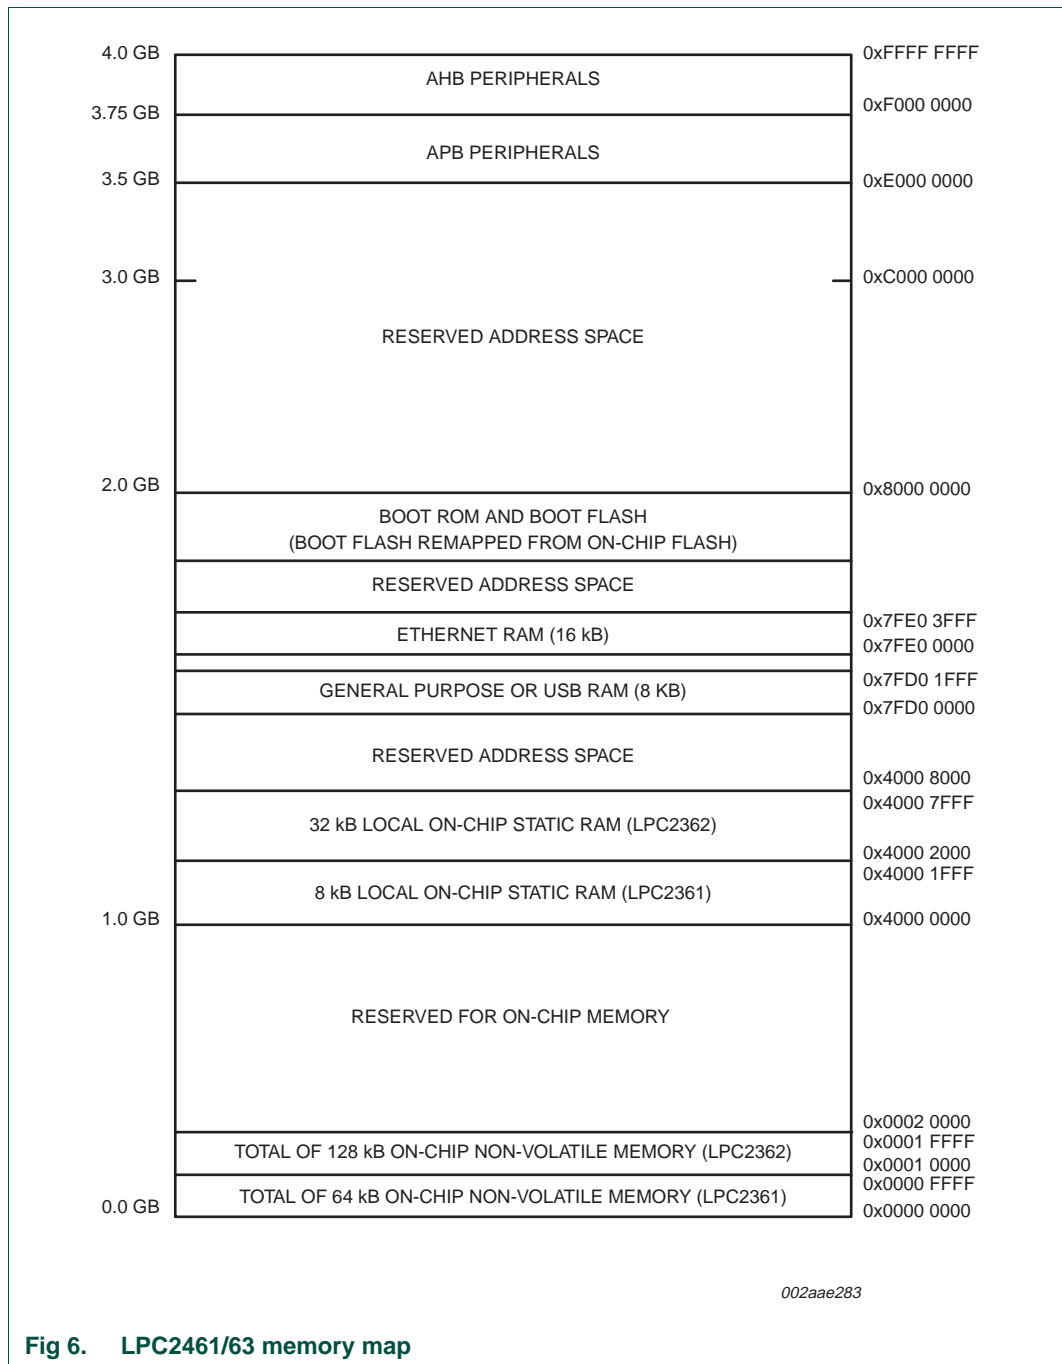 4.0 GB
0xFFFF FFFF
AHB PERIPHERALS
3.75 GB
0xF000 0000
APB PERIPHERALS
3.5 GB
0xE000 0000
3.0 GB
0xC000 0000
RESERVED ADDRESS SPACE
2.0 GB
0x8000 0000
BOOT ROM AND BOOT FLASH
(BOOT FLASH REMAPPED FROM ON-CHIP FLASH)
RESERVED ADDRESS SPACE
0x7FE0 3FFF
ETHERNET RAM (16 kB)
0x7FE0 0000
0x7FD0 1FFF
GENERAL PURPOSE OR USB RAM (8 KB)
0x7FD0 0000
RESERVED ADDRESS SPACE
0x4000 8000
0x4000 7FFF
32 kB LOCAL ON-CHIP STATIC RAM (LPC2362)
0x4000 2000
0x4000 1FFF
8 kB LOCAL ON-CHIP STATIC RAM (LPC2361)
1.0 GB
0x4000 0000
RESERVED FOR ON-CHIP MEMORY
0x0002 0000
0x0001 FFFF
TOTAL OF 128 kB ON-CHIP NON-VOLATILE MEMORY (LPC2362)
0x0001 0000
0x0000 FFFF
TOTAL OF 64 kB ON-CHIP NON-VOLATILE MEMORY (LPC2361)
0.0 GB
0x0000 0000
002aae283
Fig 6. LPC2461/63 memory map